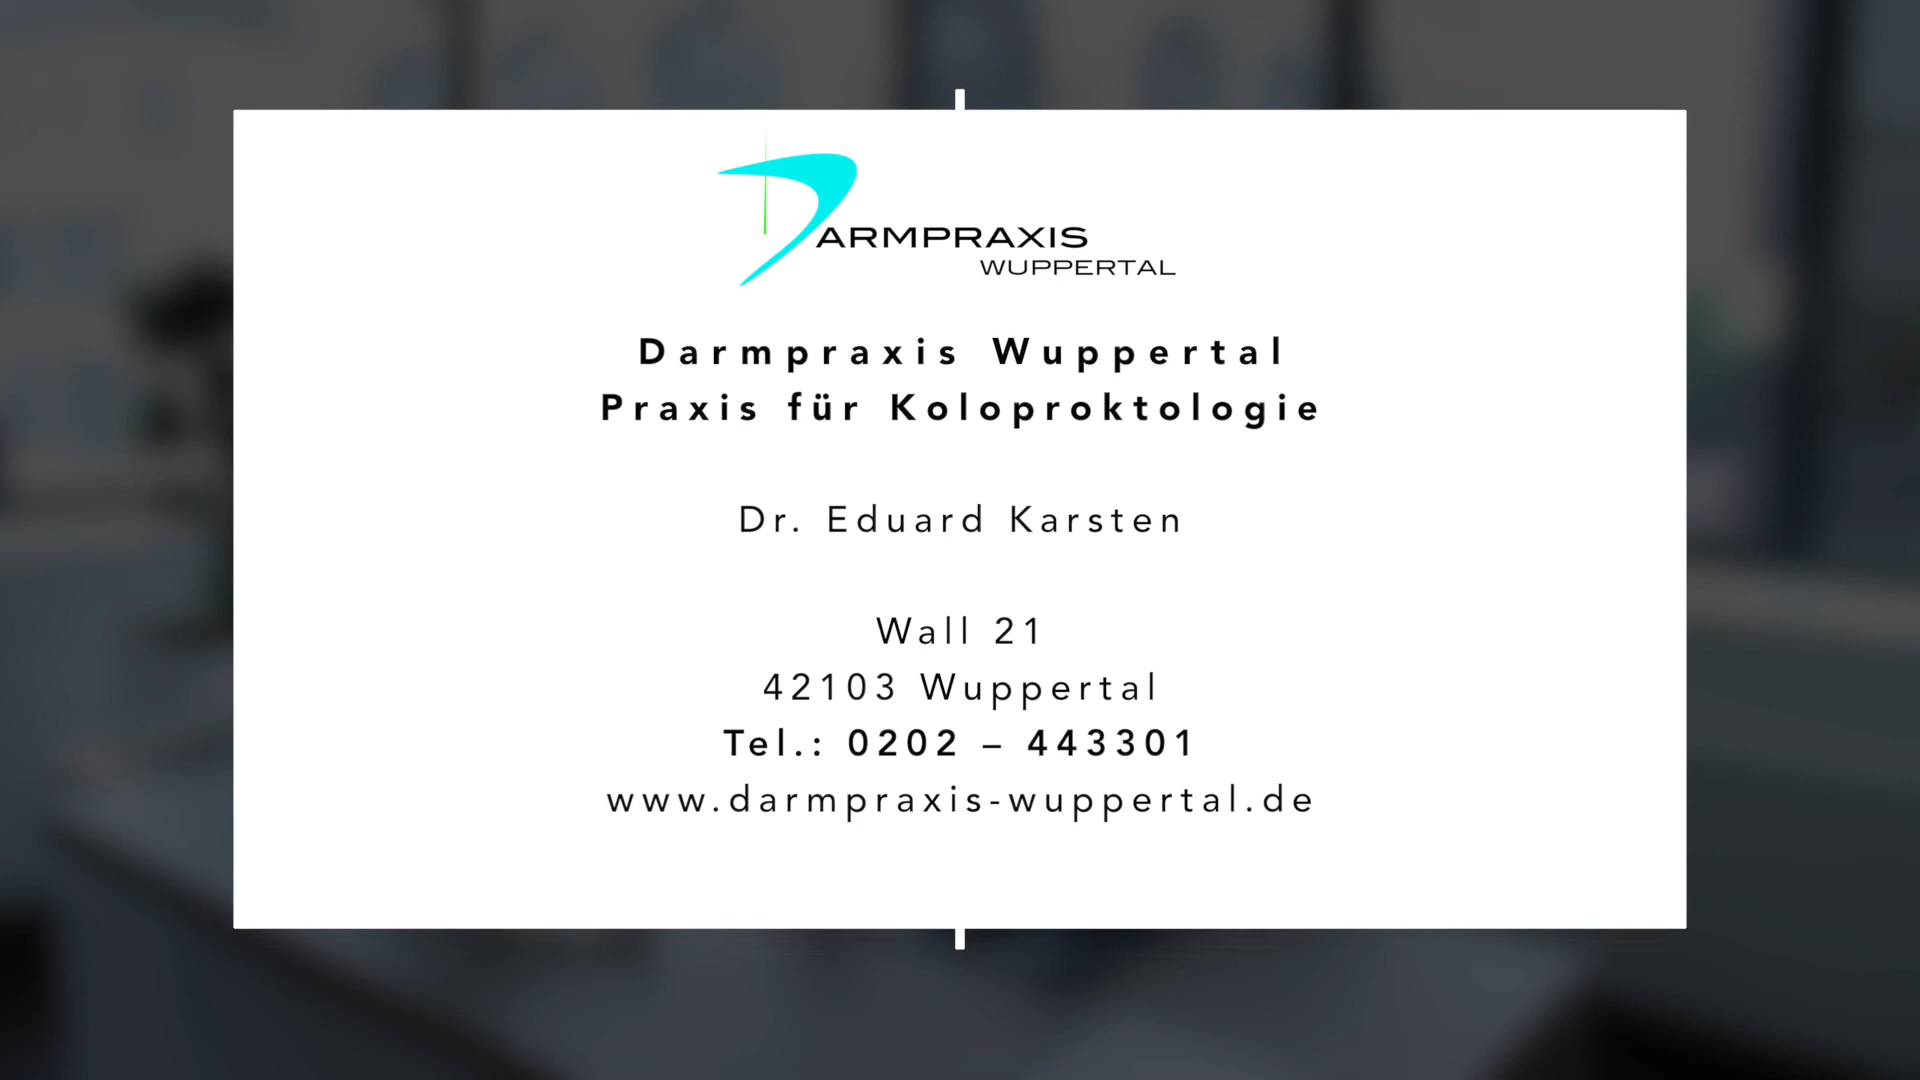 DARMPRAXIS
WUPPERTAL
Darmpraxis Wuppertal
Praxis für Koloproktologie
Dr. Eduard Karsten
Wall 21
42103 Wuppertal
Tel.: 0202 – 443301
www.darmpraxis-wuppertal.de